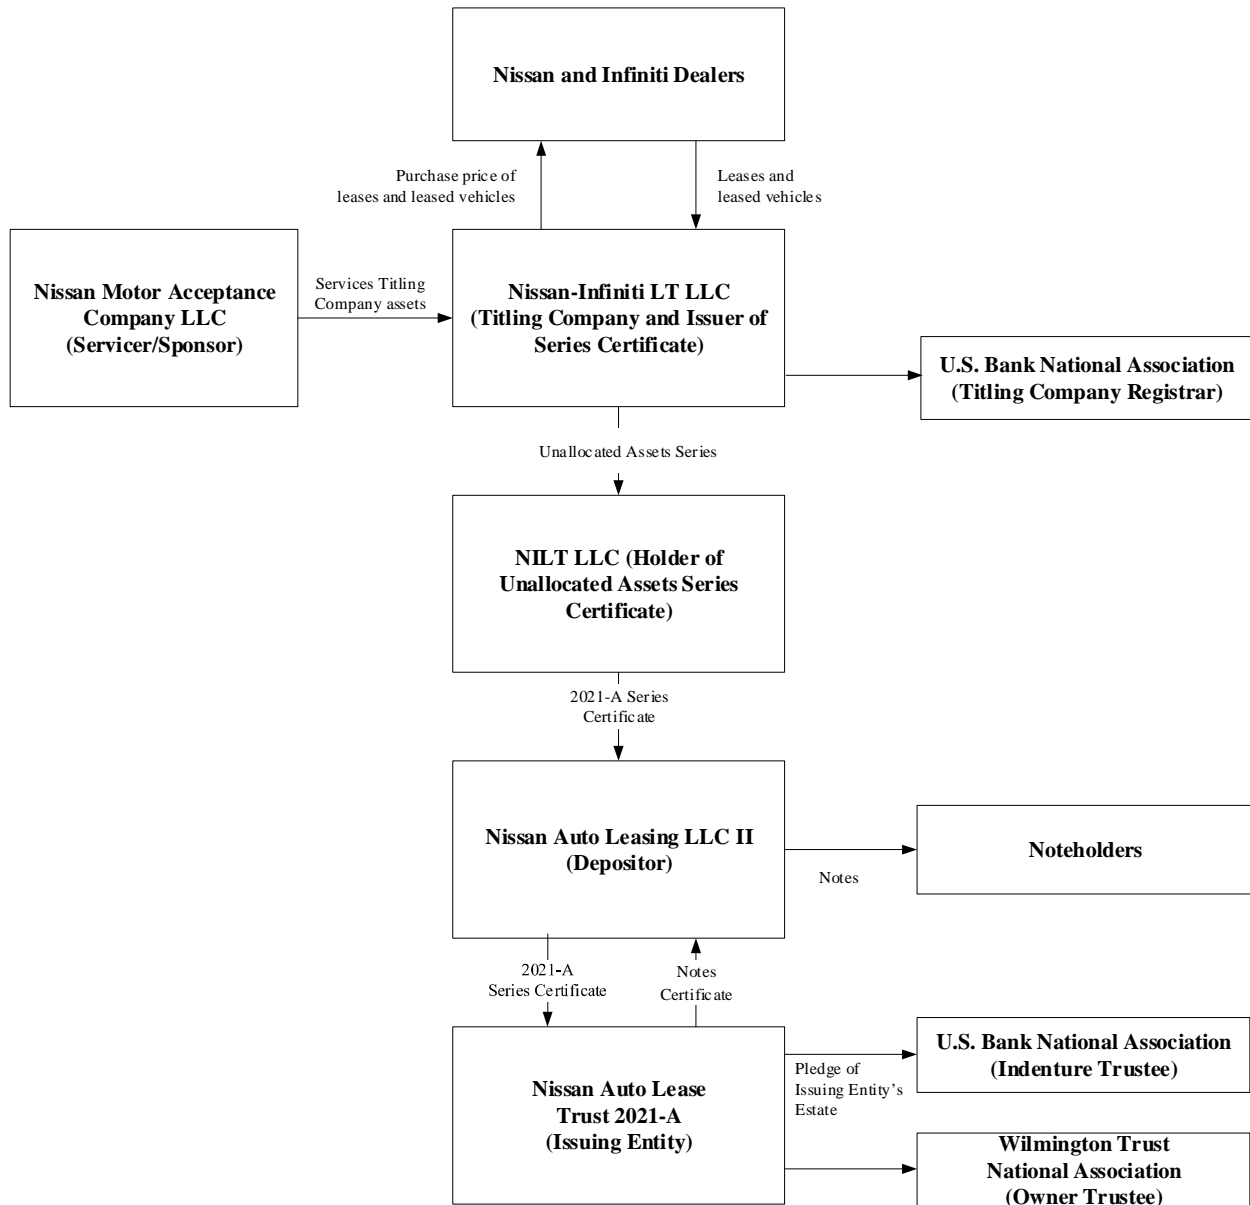 Nissan and Infiniti Dealers
Purchase price of
leases and leased vehicles
Leases and
leased vehicles
Nissan Motor Acceptance
Company LLC
(Servicer/Sponsor)
Services Titling
Company assets
Nissan-Infiniti LT LLC
(Titling Company and Issuer of
Series Certificate)
U.S. Bank National Association
(Titling Company Registrar)
Unallocated Assets Series
NILT LLC (Holder of
Unallocated Assets Series
Certificate)
2021-A Series
Certificate
Nissan Auto Leasing LLC II
(Depositor)
Notes
Noteholders
2021-A
Series Certificate
Notes
Certificate
Nissan Auto Lease
Trust 2021-A
(Issuing Entity)
Pledge of
Issuing Entity's
Estate
U.S. Bank National Association
(Indenture Trustee)
Wilmington Trust
National Association
(Owner Trustee)